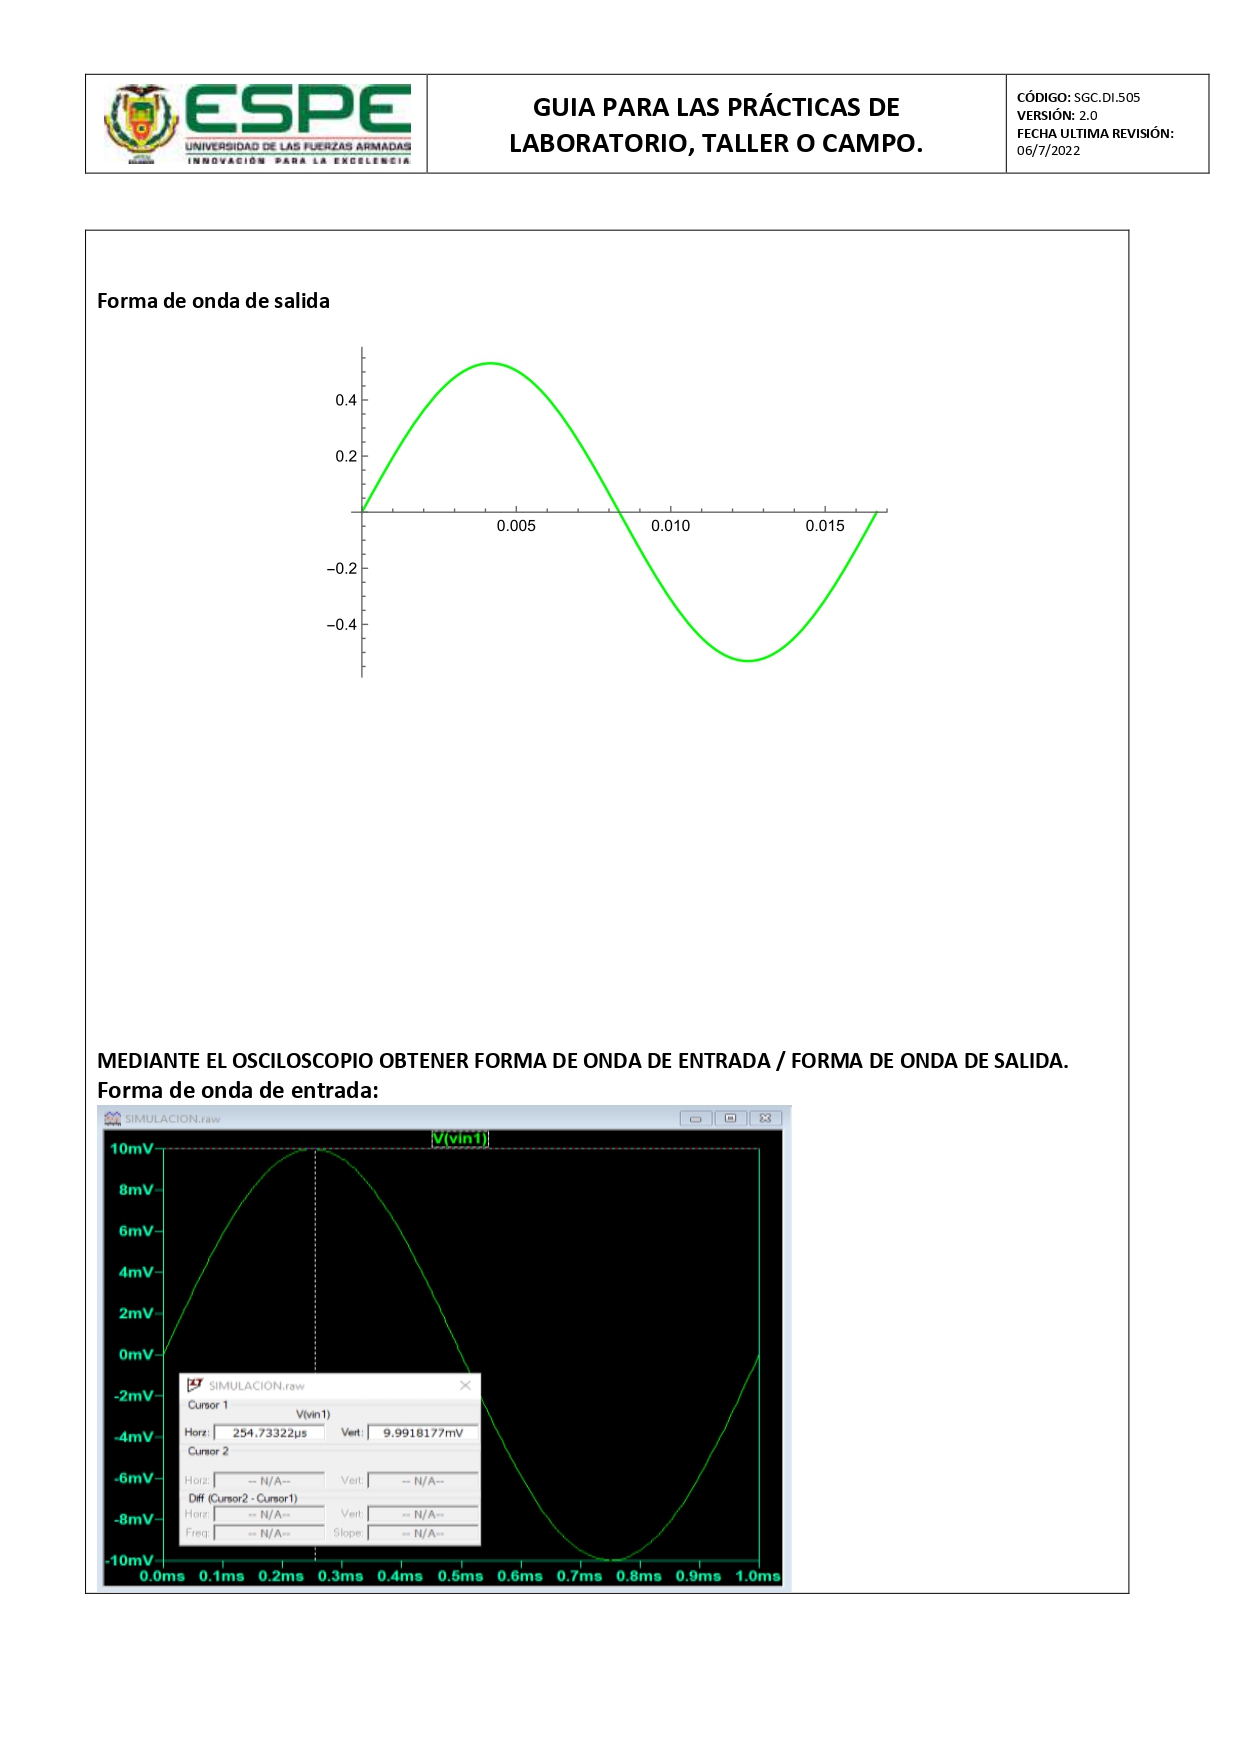 ESPE
UNIVERSIDAD DE LAS FUERZAS ARMADAS
INNOVACIÓN PARA LA EXCELENCIA
GUIA PARA LAS PRÁCTICAS DE
LABORATORIO, TALLER O CAMPO.
CÓDIGO: SGC.DI.505
VERSIÓN: 2.0
FECHA ULTIMA REVISIÓN:
06/7/2022
Forma de onda de salida
0.4
0.2
0.005 0.010 0.015
−0.2
−0.4
MEDIANTE EL OSCILOSCOPIO OBTENER FORMA DE ONDA DE ENTRADA / FORMA DE ONDA DE SALIDA.
Forma de onda de entrada:
SIMULACION.raw
V(vin1)
10mV
8mV
6mV
4mV
2mV
0mV
-2mV
-4mV
-6mV
-8mV
-10mV
SIMULACION.raw
Cursor 1
V(vin1)
Horz: 254.73322µs Vert: 9.9918177mV
Cursor 2
Horz: -- N/A-- Vert: -- N/A--
Diff (Cursor2 - Cursor1)
Horz: -- N/A-- Vert: -- N/A--
Freq: -- N/A-- Slope: -- N/A--
0.0ms 0.1ms 0.2ms 0.3ms 0.4ms 0.5ms 0.6ms 0.7ms 0.8ms 0.9ms 1.0ms